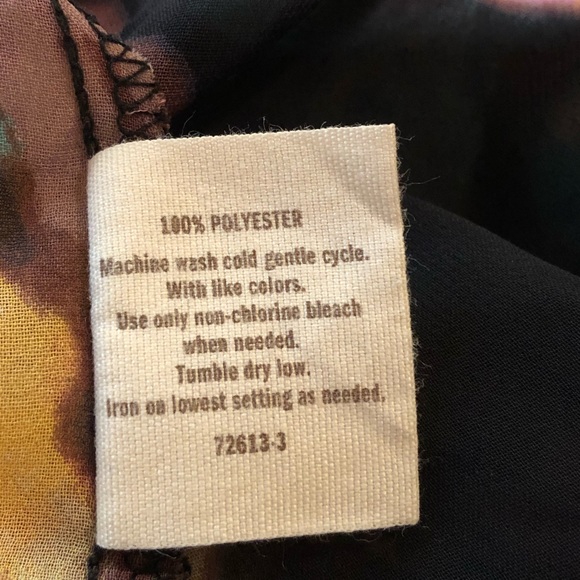 100% POLYESTER
Machine wash cold gentle cycle.
With like colors.
Use only non-chlorine bleach
when needed.
Tumble dry low.
Iron on lowest setting as needed.
72613-3